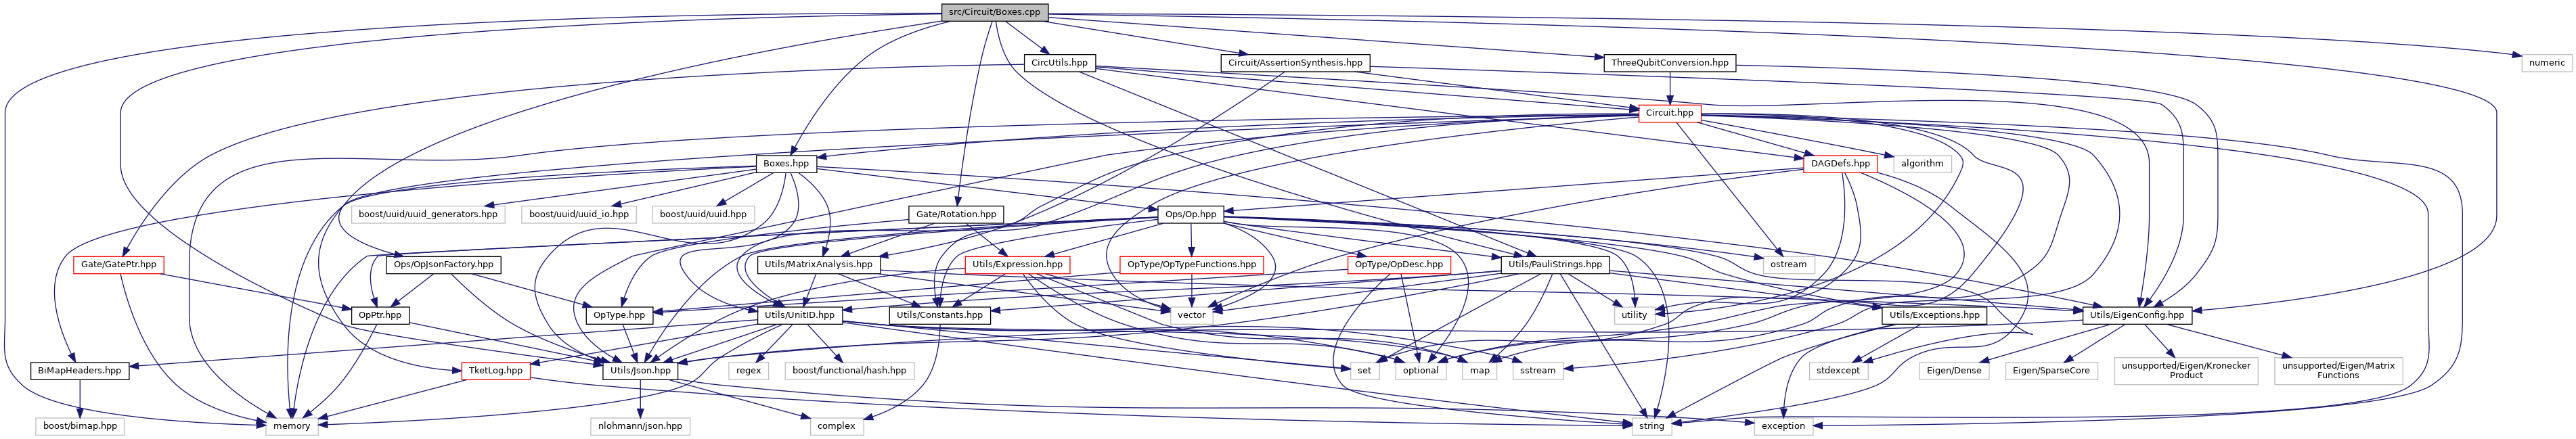 src/Circuit/Boxes.cpp
CircUtils.hpp
Circuit/AssertionSynthesis.hpp
ThreeQubitConversion.hpp
numeric
Circuit.hpp
Boxes.hpp
DAGDefs.hpp
algorithm
boost/uuid/uuid_generators.hpp
boost/uuid/uuid_io.hpp
boost/uuid/uuid.hpp
Gate/Rotation.hpp
Ops/Op.hpp
Gate/GatePtr.hpp
Ops/OpJsonFactory.hpp
Utils/MatrixAnalysis.hpp
Utils/Expression.hpp
OpType/OpTypeFunctions.hpp
OpType/OpDesc.hpp
Utils/PauliStrings.hpp
ostream
OpPtr.hpp
OpType.hpp
Utils/UnitID.hpp
Utils/Constants.hpp
vector
utility
Utils/Exceptions.hpp
Utils/EigenConfig.hpp
BiMapHeaders.hpp
TketLog.hpp
Utils/Json.hpp
regex
boost/functional/hash.hpp
set
optional
map
sstream
stdexcept
Eigen/Dense
Eigen/SparseCore
unsupported/Eigen/Kronecker
Product
unsupported/Eigen/Matrix
Functions
boost/bimap.hpp
memory
nlohmann/json.hpp
complex
string
exception